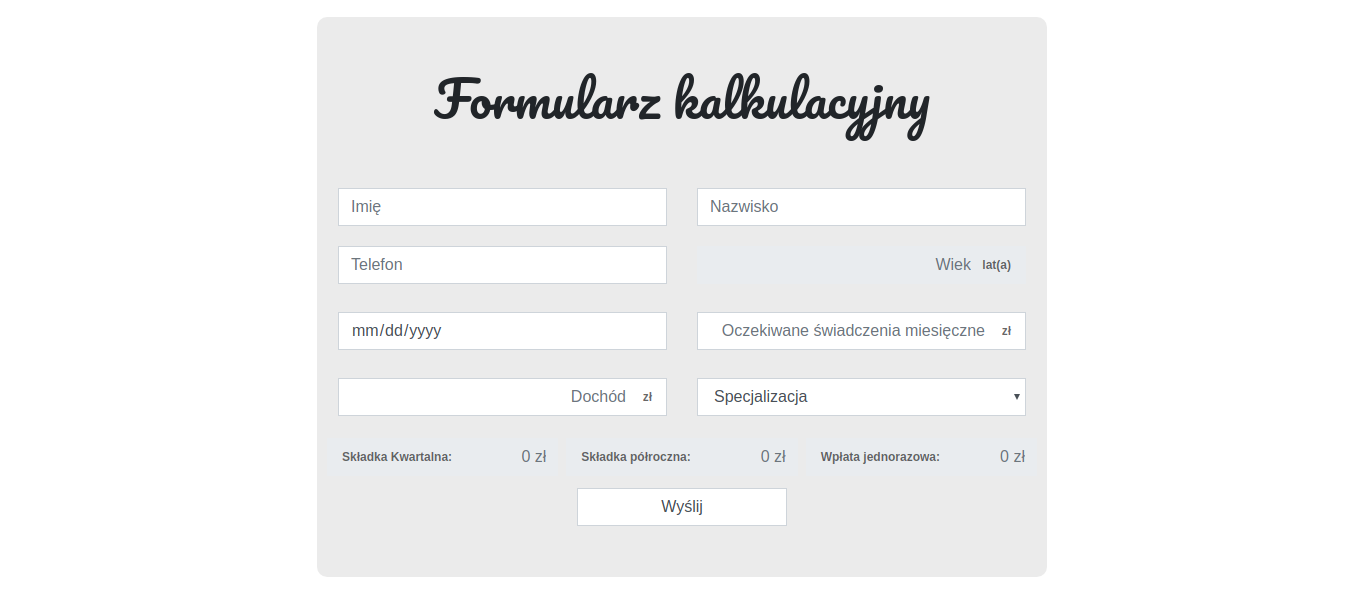 Formularz kalkulacyjny
Imię Nazwisko
Telefon Wiek lat(a)
mm/dd/yyyy Oczekiwane świadczenia miesięczne zł
Dochód zł Specjalizacja
Składka Kwartalna: 0 zł Składka półroczna: 0 zł Wpłata jednorazowa: 0 zł
Wyślij